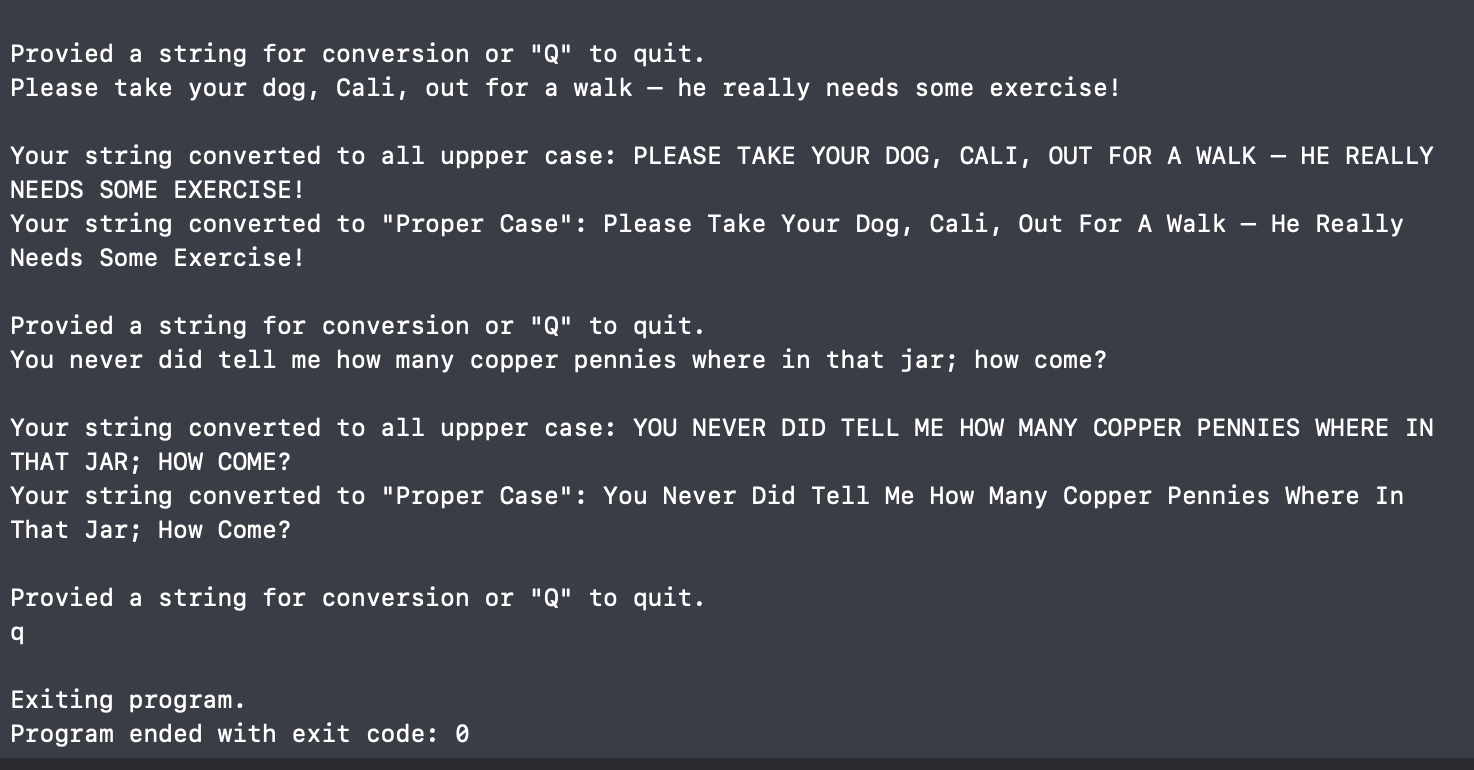 Provied a string for conversion or "Q" to quit.
Please take your dog, Cali, out for a walk – he really needs some exercise!
Your string converted to all uppper case: PLEASE TAKE YOUR DOG, CALI, OUT FOR A WALK – HE REALLY
NEEDS SOME EXERCISE!
Your string converted to "Proper Case": Please Take Your Dog, Cali, Out For A Walk – He Really
Needs Some Exercise!
Provied a string for conversion or "Q" to quit.
You never did tell me how many copper pennies where in that jar; how come?
Your string converted to all uppper case: YOU NEVER DID TELL ME HOW MANY COPPER PENNIES WHERE IN
THAT JAR; HOW COME?
Your string converted to "Proper Case": You Never Did Tell Me How Many Copper Pennies Where In
That Jar; How Come?
Provied a string for conversion or "Q" to quit.
q
Exiting program.
Program ended with exit code: 0